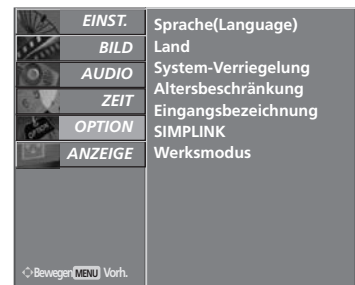 EINST.
BILD
AUDIO
ZEIT
OPTION
ANZEIGE
Sprache(Language)
Land
System-Verriegelung
Altersbeschränkung
Eingangsbezeichnung
SIMPLINK
Werksmodus
Bewegen MENU Vorh.